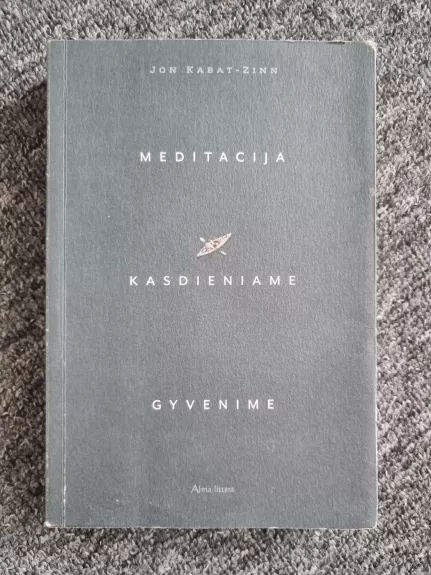 JON KABAT-ZINN
MEDITACIJA
KASDIENIAME
GYVENIME
Alma littera